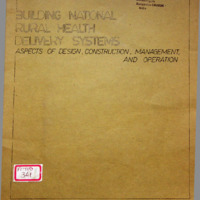 BUILDING NATIONAL
RURAL HEALTH
DELIVERY SYSTEMS
ASPECTS OF DESIGN, CONSTRUCTION, MANAGEMENT,
AND OPERATION